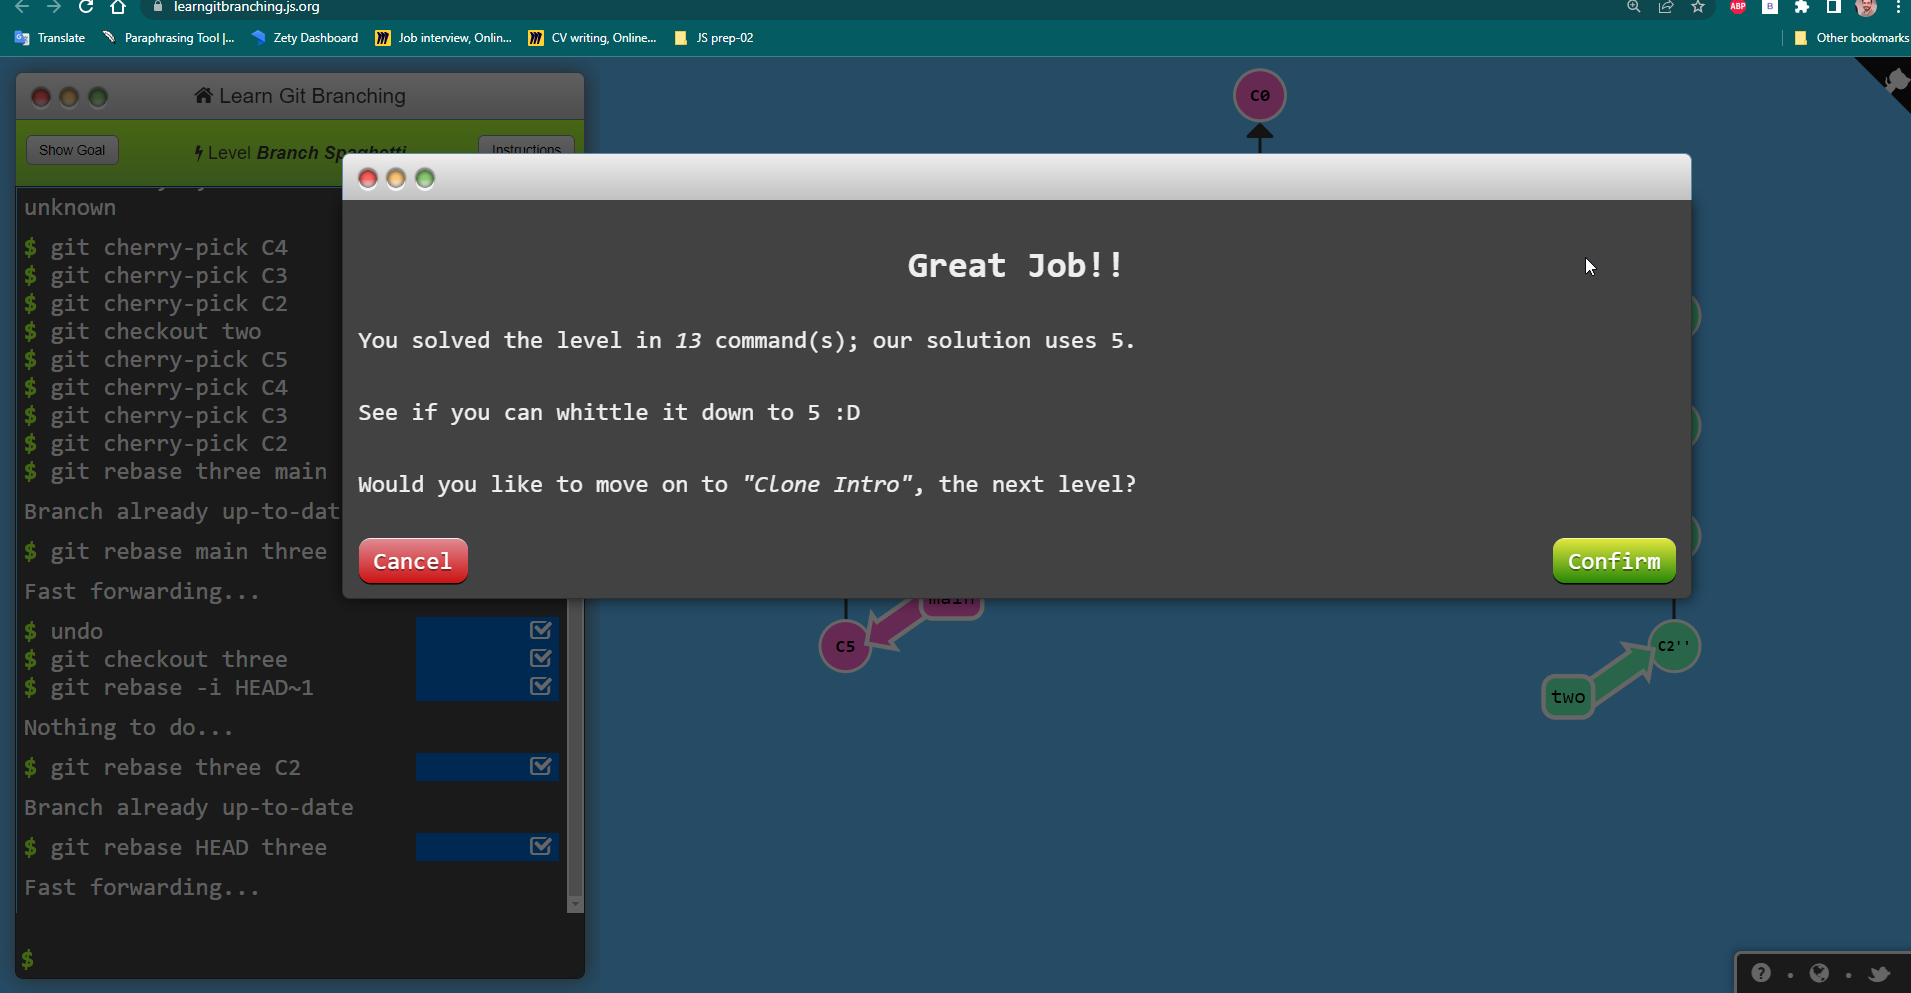 learngitbranching.js.org
ABP
B
Translate
Paraphrasing Tool |...
Zety Dashboard
Job interview, Onlin...
CV writing, Online...
JS prep-02
Other bookmarks
Learn Git Branching
Show Goal
Level Branch Spaghetti
Instructions
unknown
$ git cherry-pick C4
$ git cherry-pick C3
$ git cherry-pick C2
$ git checkout two
$ git cherry-pick C5
$ git cherry-pick C4
$ git cherry-pick C3
$ git cherry-pick C2
$ git rebase three main
Branch already up-to-dat
$ git rebase main three
Fast forwarding...
$ undo
$ git checkout three
$ git rebase -i HEAD~1
Nothing to do...
$ git rebase three C2
Branch already up-to-date
$ git rebase HEAD three
Fast forwarding...
$
C0
Great Job!!
You solved the level in 13 command(s); our solution uses 5.
See if you can whittle it down to 5 :D
Would you like to move on to "Clone Intro", the next level?
Cancel
Confirm
main
C5
C2''
two